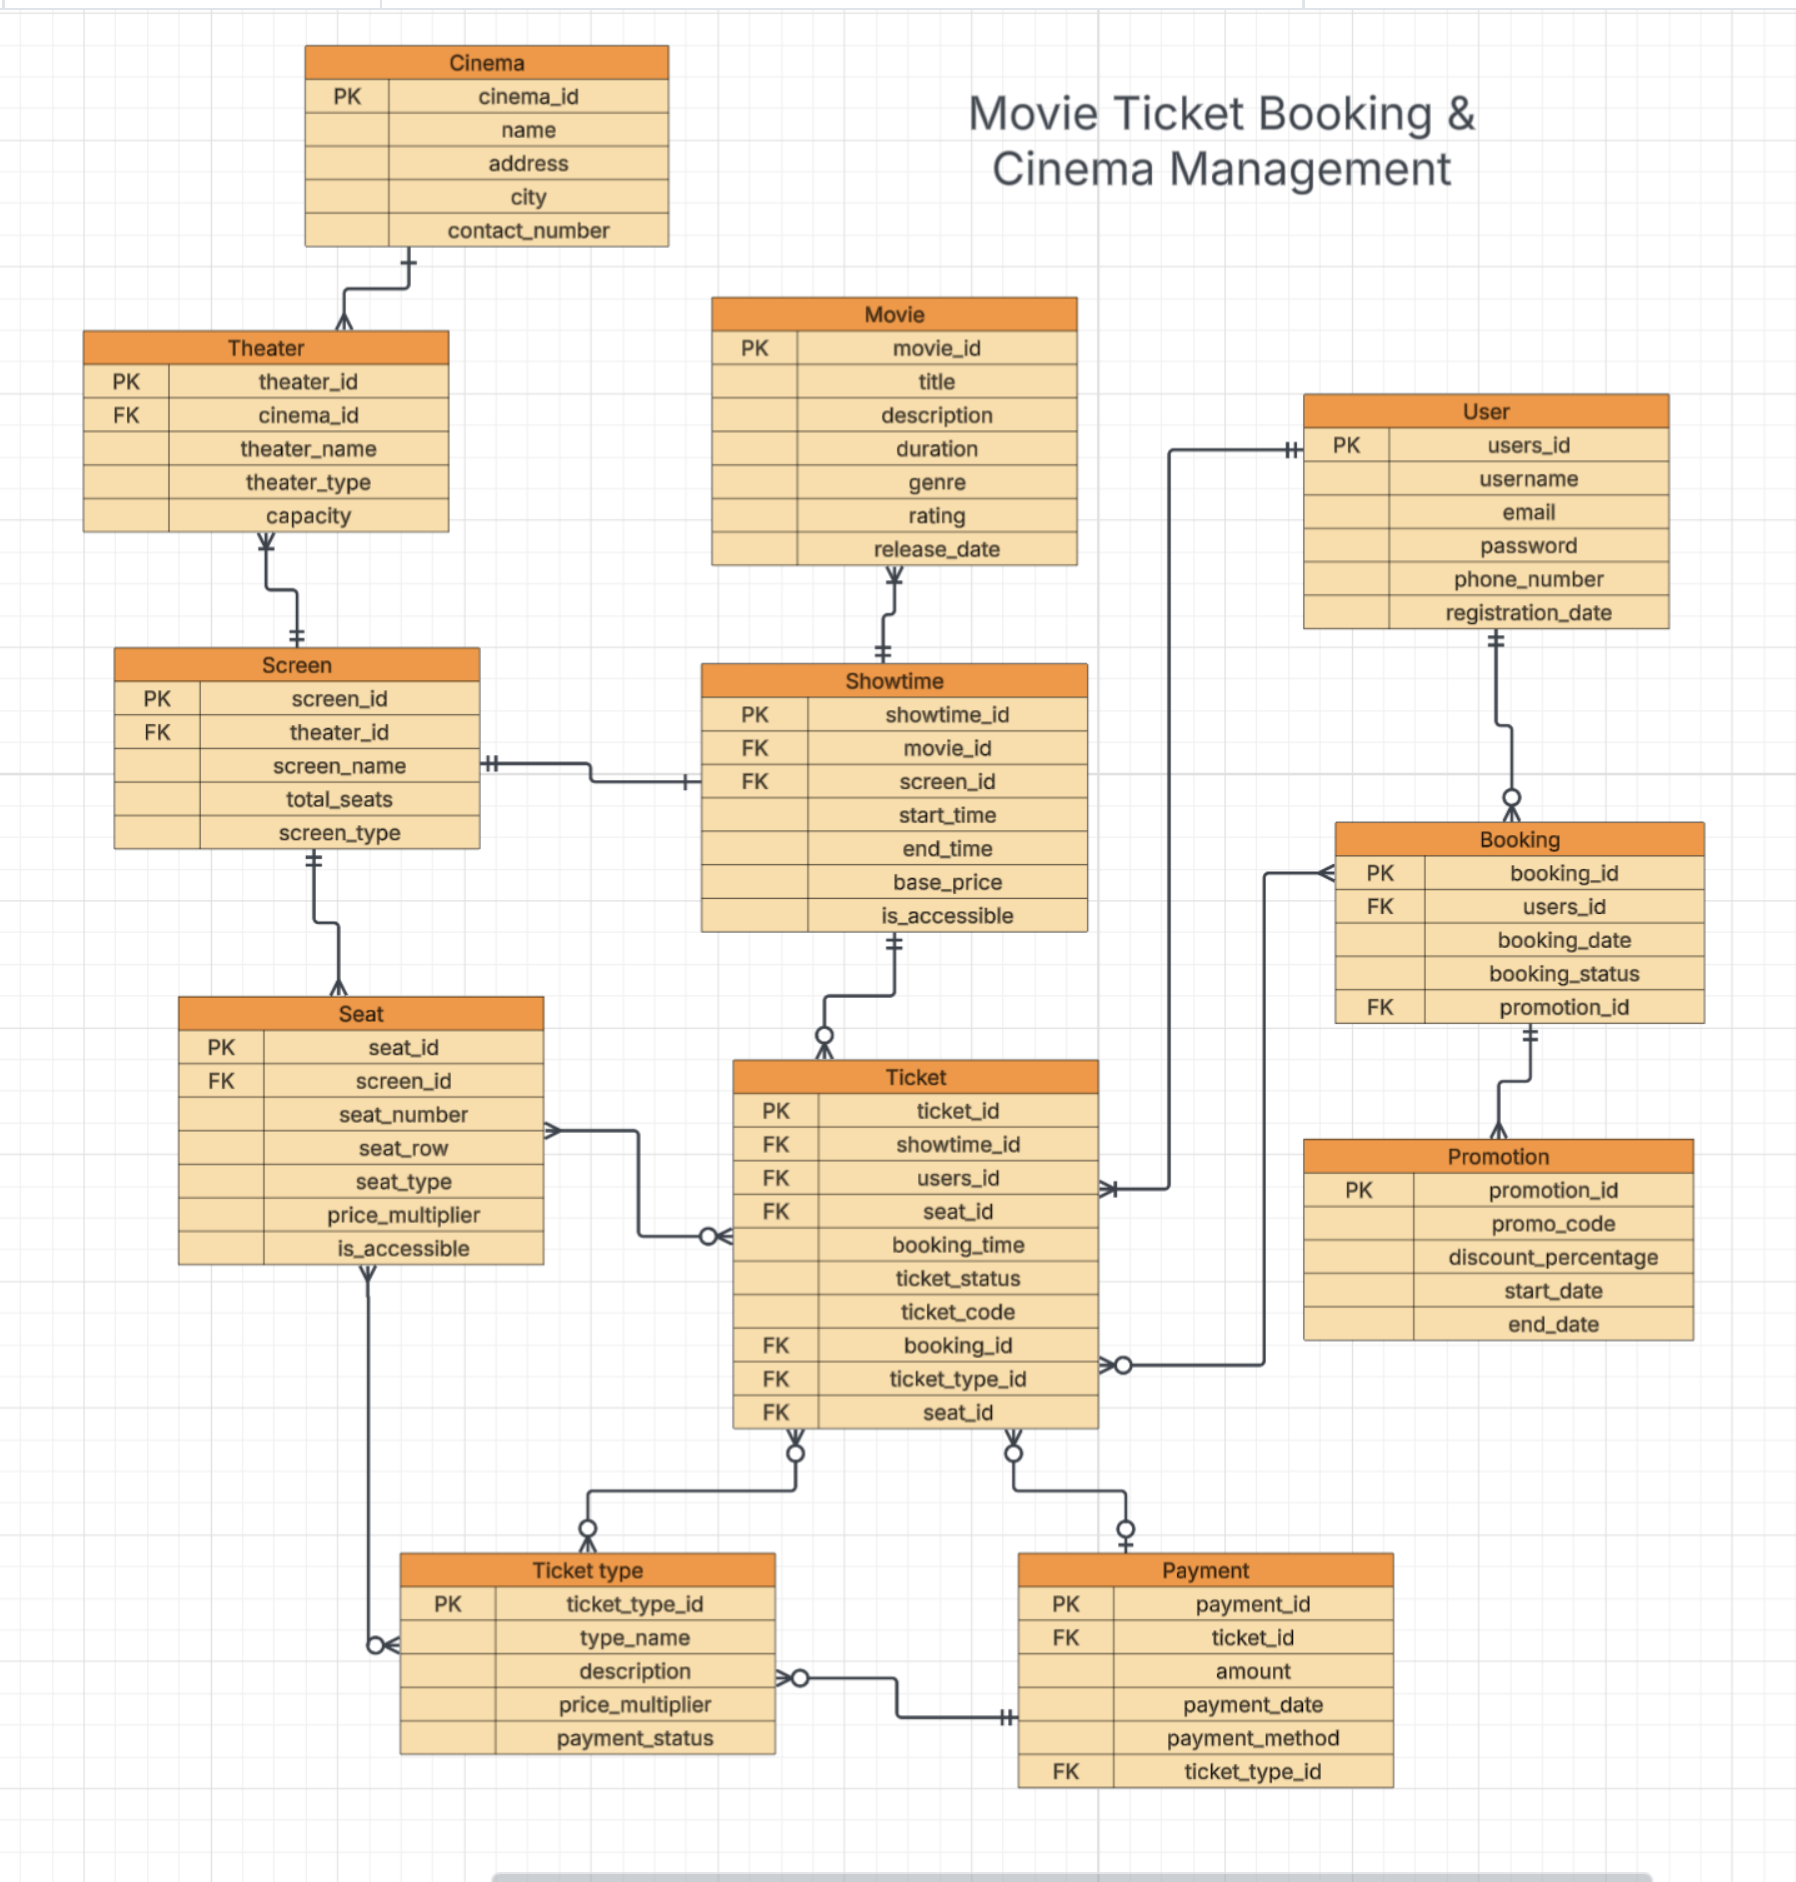 Cinema
PK cinema_id
name
address
city
contact_number
Movie Ticket Booking &
Cinema Management
Theater
PK theater_id
FK cinema_id
theater_name
theater_type
capacity
Movie
PK movie_id
title
description
duration
genre
rating
release_date
User
PK users_id
username
email
password
phone_number
registration_date
Screen
PK screen_id
FK theater_id
screen_name
total_seats
screen_type
Showtime
PK showtime_id
FK movie_id
FK screen_id
start_time
end_time
base_price
is_accessible
Booking
PK booking_id
FK users_id
booking_date
booking_status
FK promotion_id
Seat
PK seat_id
FK screen_id
seat_number
seat_row
seat_type
price_multiplier
is_accessible
Ticket
PK ticket_id
FK showtime_id
FK users_id
FK seat_id
booking_time
ticket_status
ticket_code
FK booking_id
FK ticket_type_id
FK seat_id
Promotion
PK promotion_id
promo_code
discount_percentage
start_date
end_date
Ticket type
PK ticket_type_id
type_name
description
price_multiplier
payment_status
Payment
PK payment_id
FK ticket_id
amount
payment_date
payment_method
FK ticket_type_id